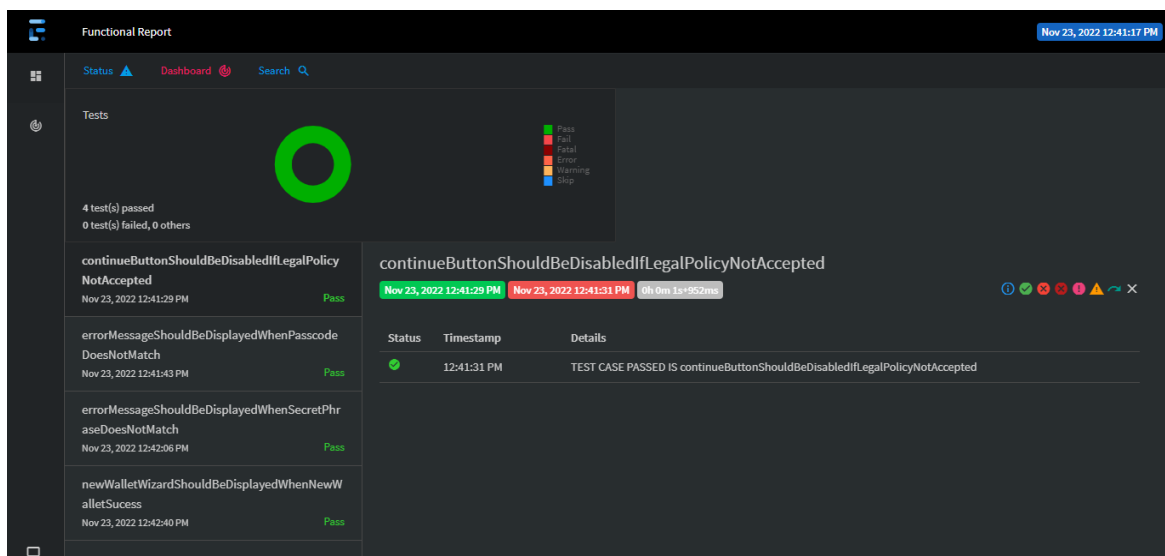 Functional Report
Nov 23, 2022 12:41:17 PM
Status
Dashboard
Search
Tests
Pass
Fail
Fatal
Error
Warning
Skip
4 test(s) passed
0 test(s) failed, 0 others
continueButtonShouldBeDisabledIfLegalPolicy
NotAccepted
Nov 23, 2022 12:41:29 PM Pass
errorMessageShouldBeDisplayedWhenPasscode
DoesNotMatch
Nov 23, 2022 12:41:43 PM Pass
errorMessageShouldBeDisplayedWhenSecretPhr
aseDoesNotMatch
Nov 23, 2022 12:42:06 PM Pass
newWalletWizardShouldBeDisplayedWhenNewW
alletSucess
Nov 23, 2022 12:42:40 PM Pass
continueButtonShouldBeDisabledIfLegalPolicyNotAccepted
Nov 23, 2022 12:41:29 PM Nov 23, 2022 12:41:31 PM 0h 0m 1s+952ms
Status Timestamp Details
12:41:31 PM TEST CASE PASSED IS continueButtonShouldBeDisabledIfLegalPolicyNotAccepted